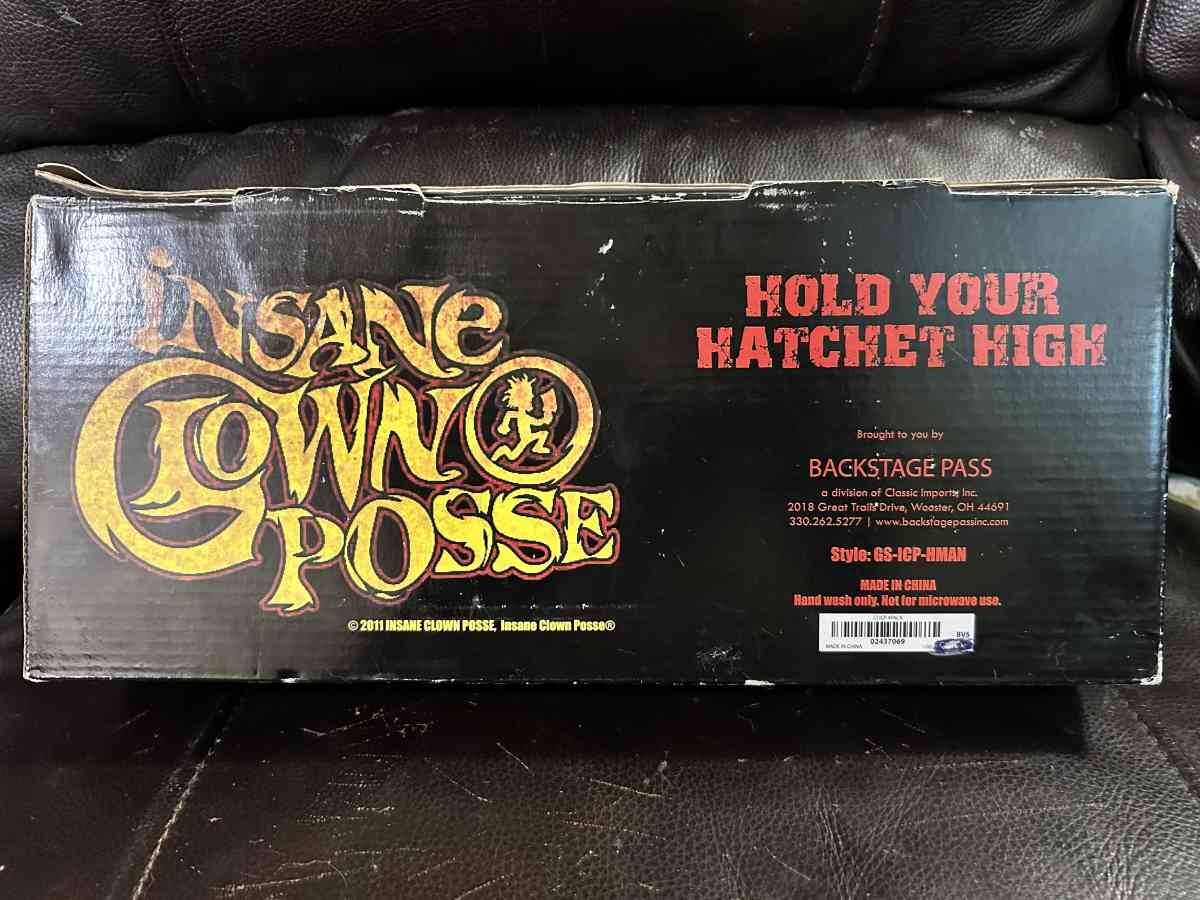 iNSANE
CLOWN
POSSE
© 2011 INSANE CLOWN POSSE, Insane Clown Posse®
HOLD YOUR
HATCHET HIGH
Brought to you by
BACKSTAGE PASS
a division of Classic Imports, Inc.
2018 Great Trails Drive, Wooster, OH 44691
330.262.5277 | www.backstagepassinc.com
Style: GS-ICP-HMAN
MADE IN CHINA
Hand wash only. Not for microwave use.
BVS
02437069
MADE IN CHINA